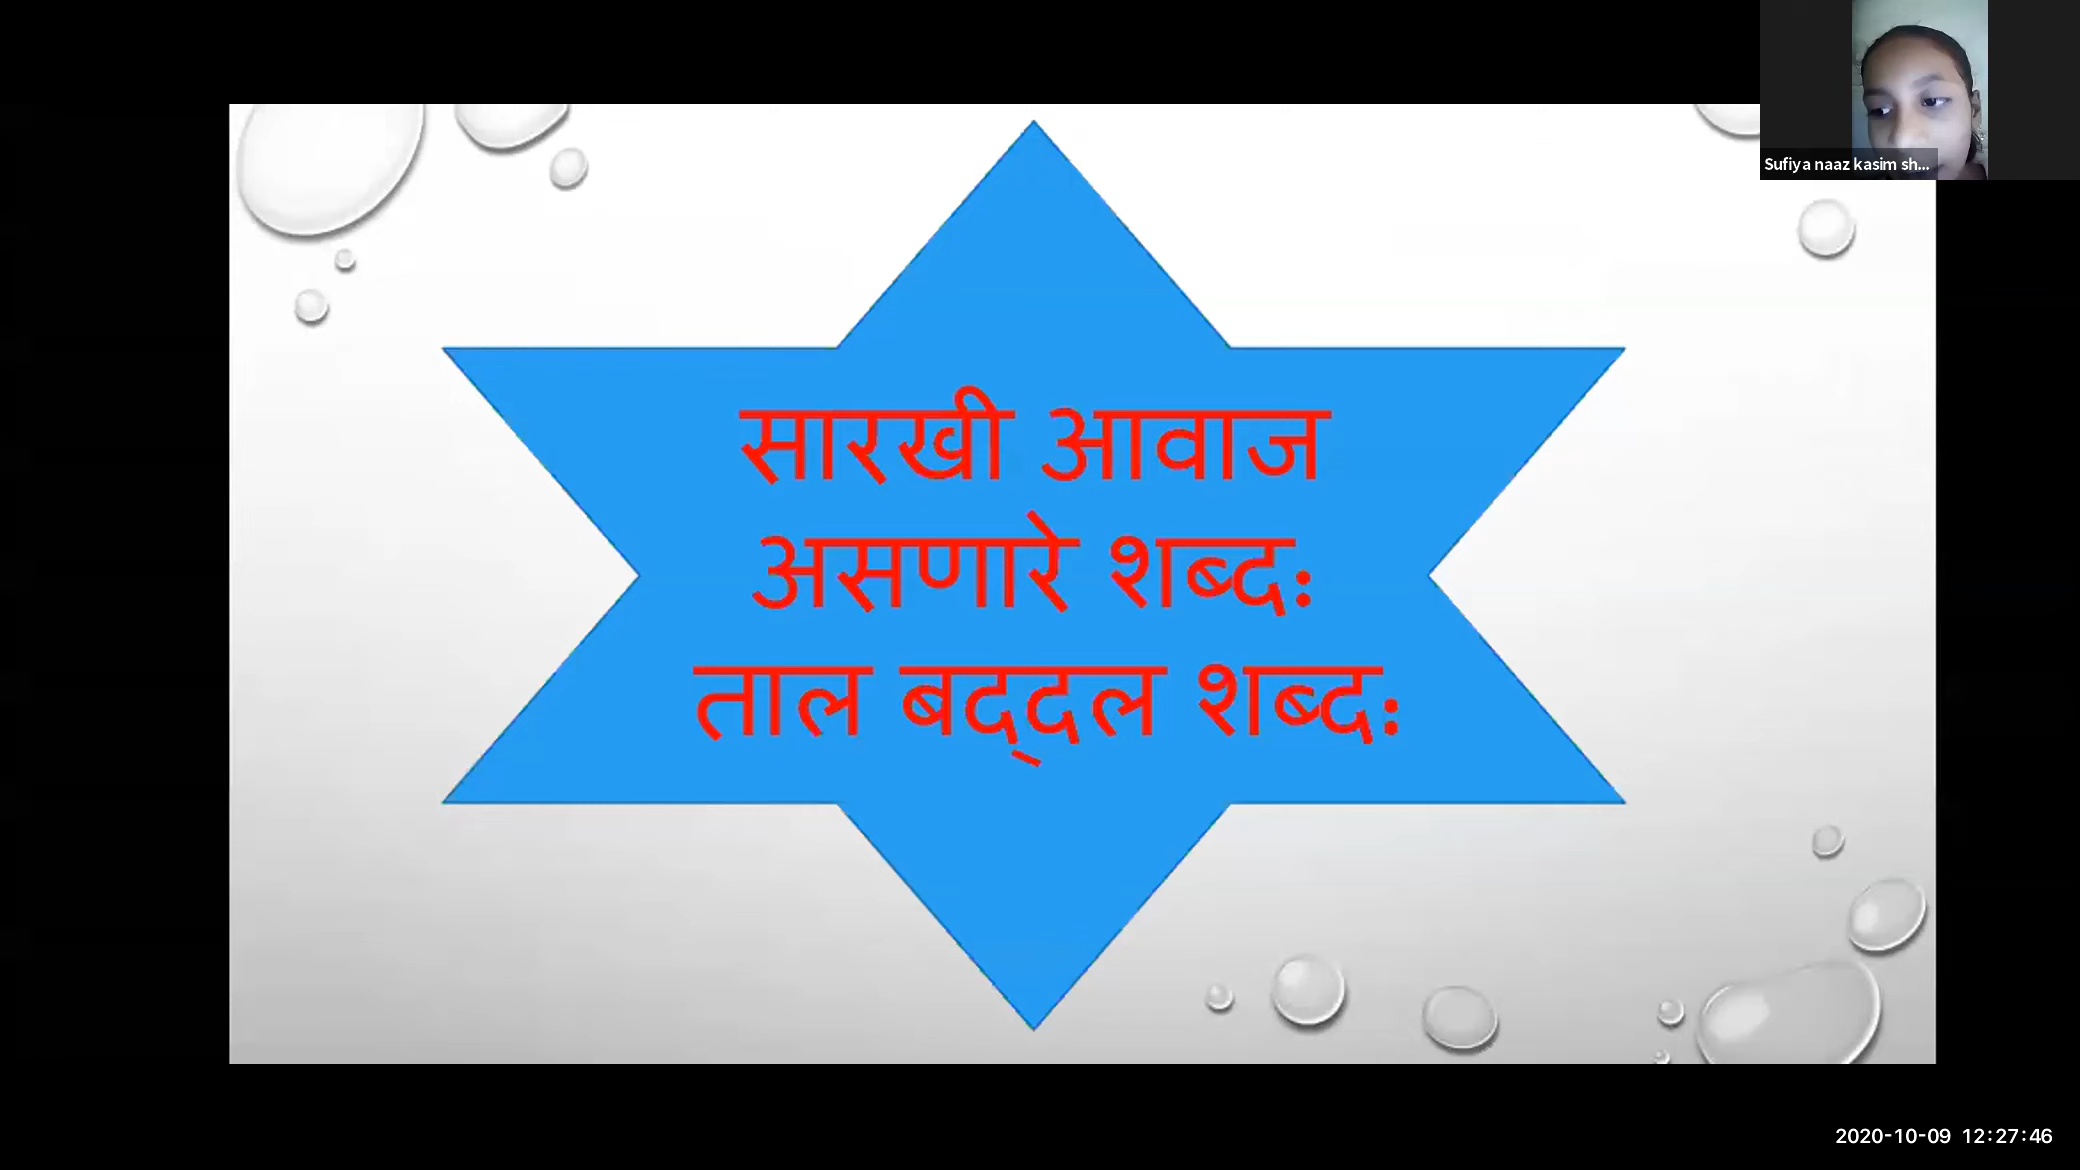 Sufiya naaz kasim sh...
सारखी आवाज
असणारे शब्दः
ताल बद्‌दल शब्दः
2020-10-09 12:27:46